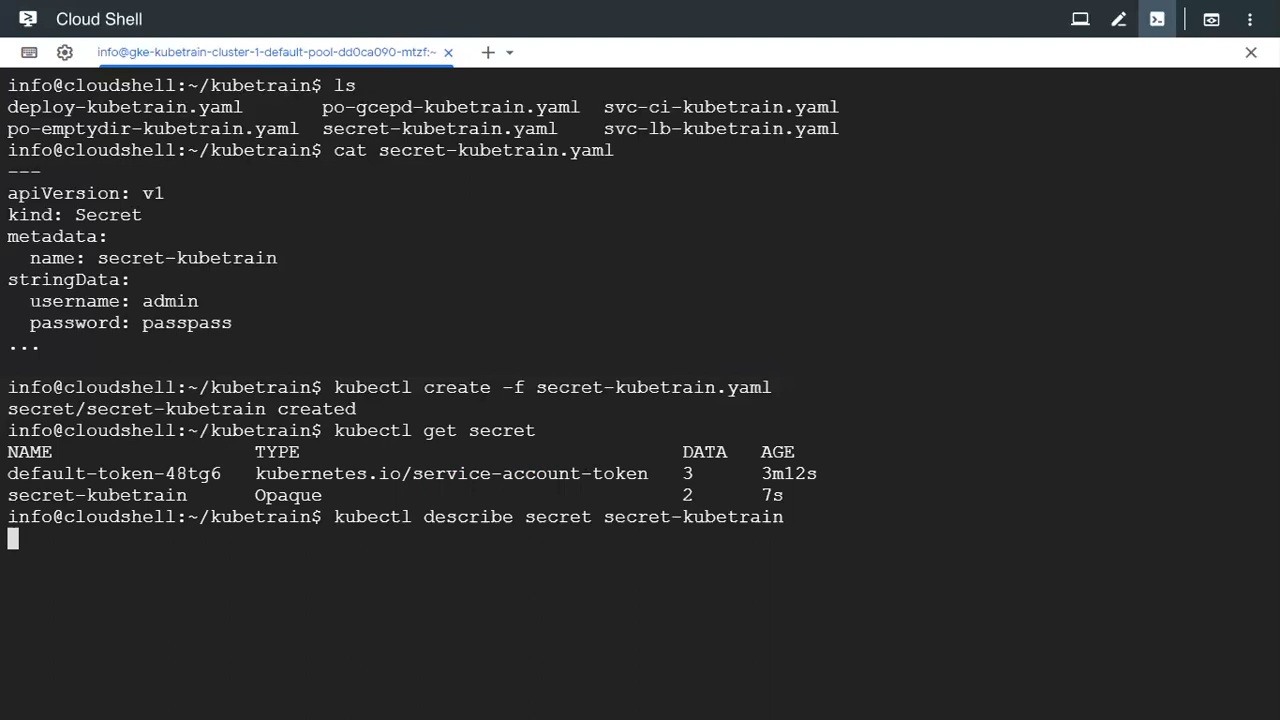 Cloud Shell
info@gke-kubetrain-cluster-1-default-pool-dd0ca090-mtzf:~
info@cloudshell:~/kubetrain$ ls
deploy-kubetrain.yaml po-gcepd-kubetrain.yaml svc-ci-kubetrain.yaml
po-emptydir-kubetrain.yaml secret-kubetrain.yaml svc-lb-kubetrain.yaml
info@cloudshell:~/kubetrain$ cat secret-kubetrain.yaml
---
apiVersion: v1
kind: Secret
metadata:
  name: secret-kubetrain
stringData:
  username: admin
  password: passpass
...
info@cloudshell:~/kubetrain$ kubectl create -f secret-kubetrain.yaml
secret/secret-kubetrain created
info@cloudshell:~/kubetrain$ kubectl get secret
NAME TYPE DATA AGE
default-token-48tg6 kubernetes.io/service-account-token 3 3m12s
secret-kubetrain Opaque 2 7s
info@cloudshell:~/kubetrain$ kubectl describe secret secret-kubetrain